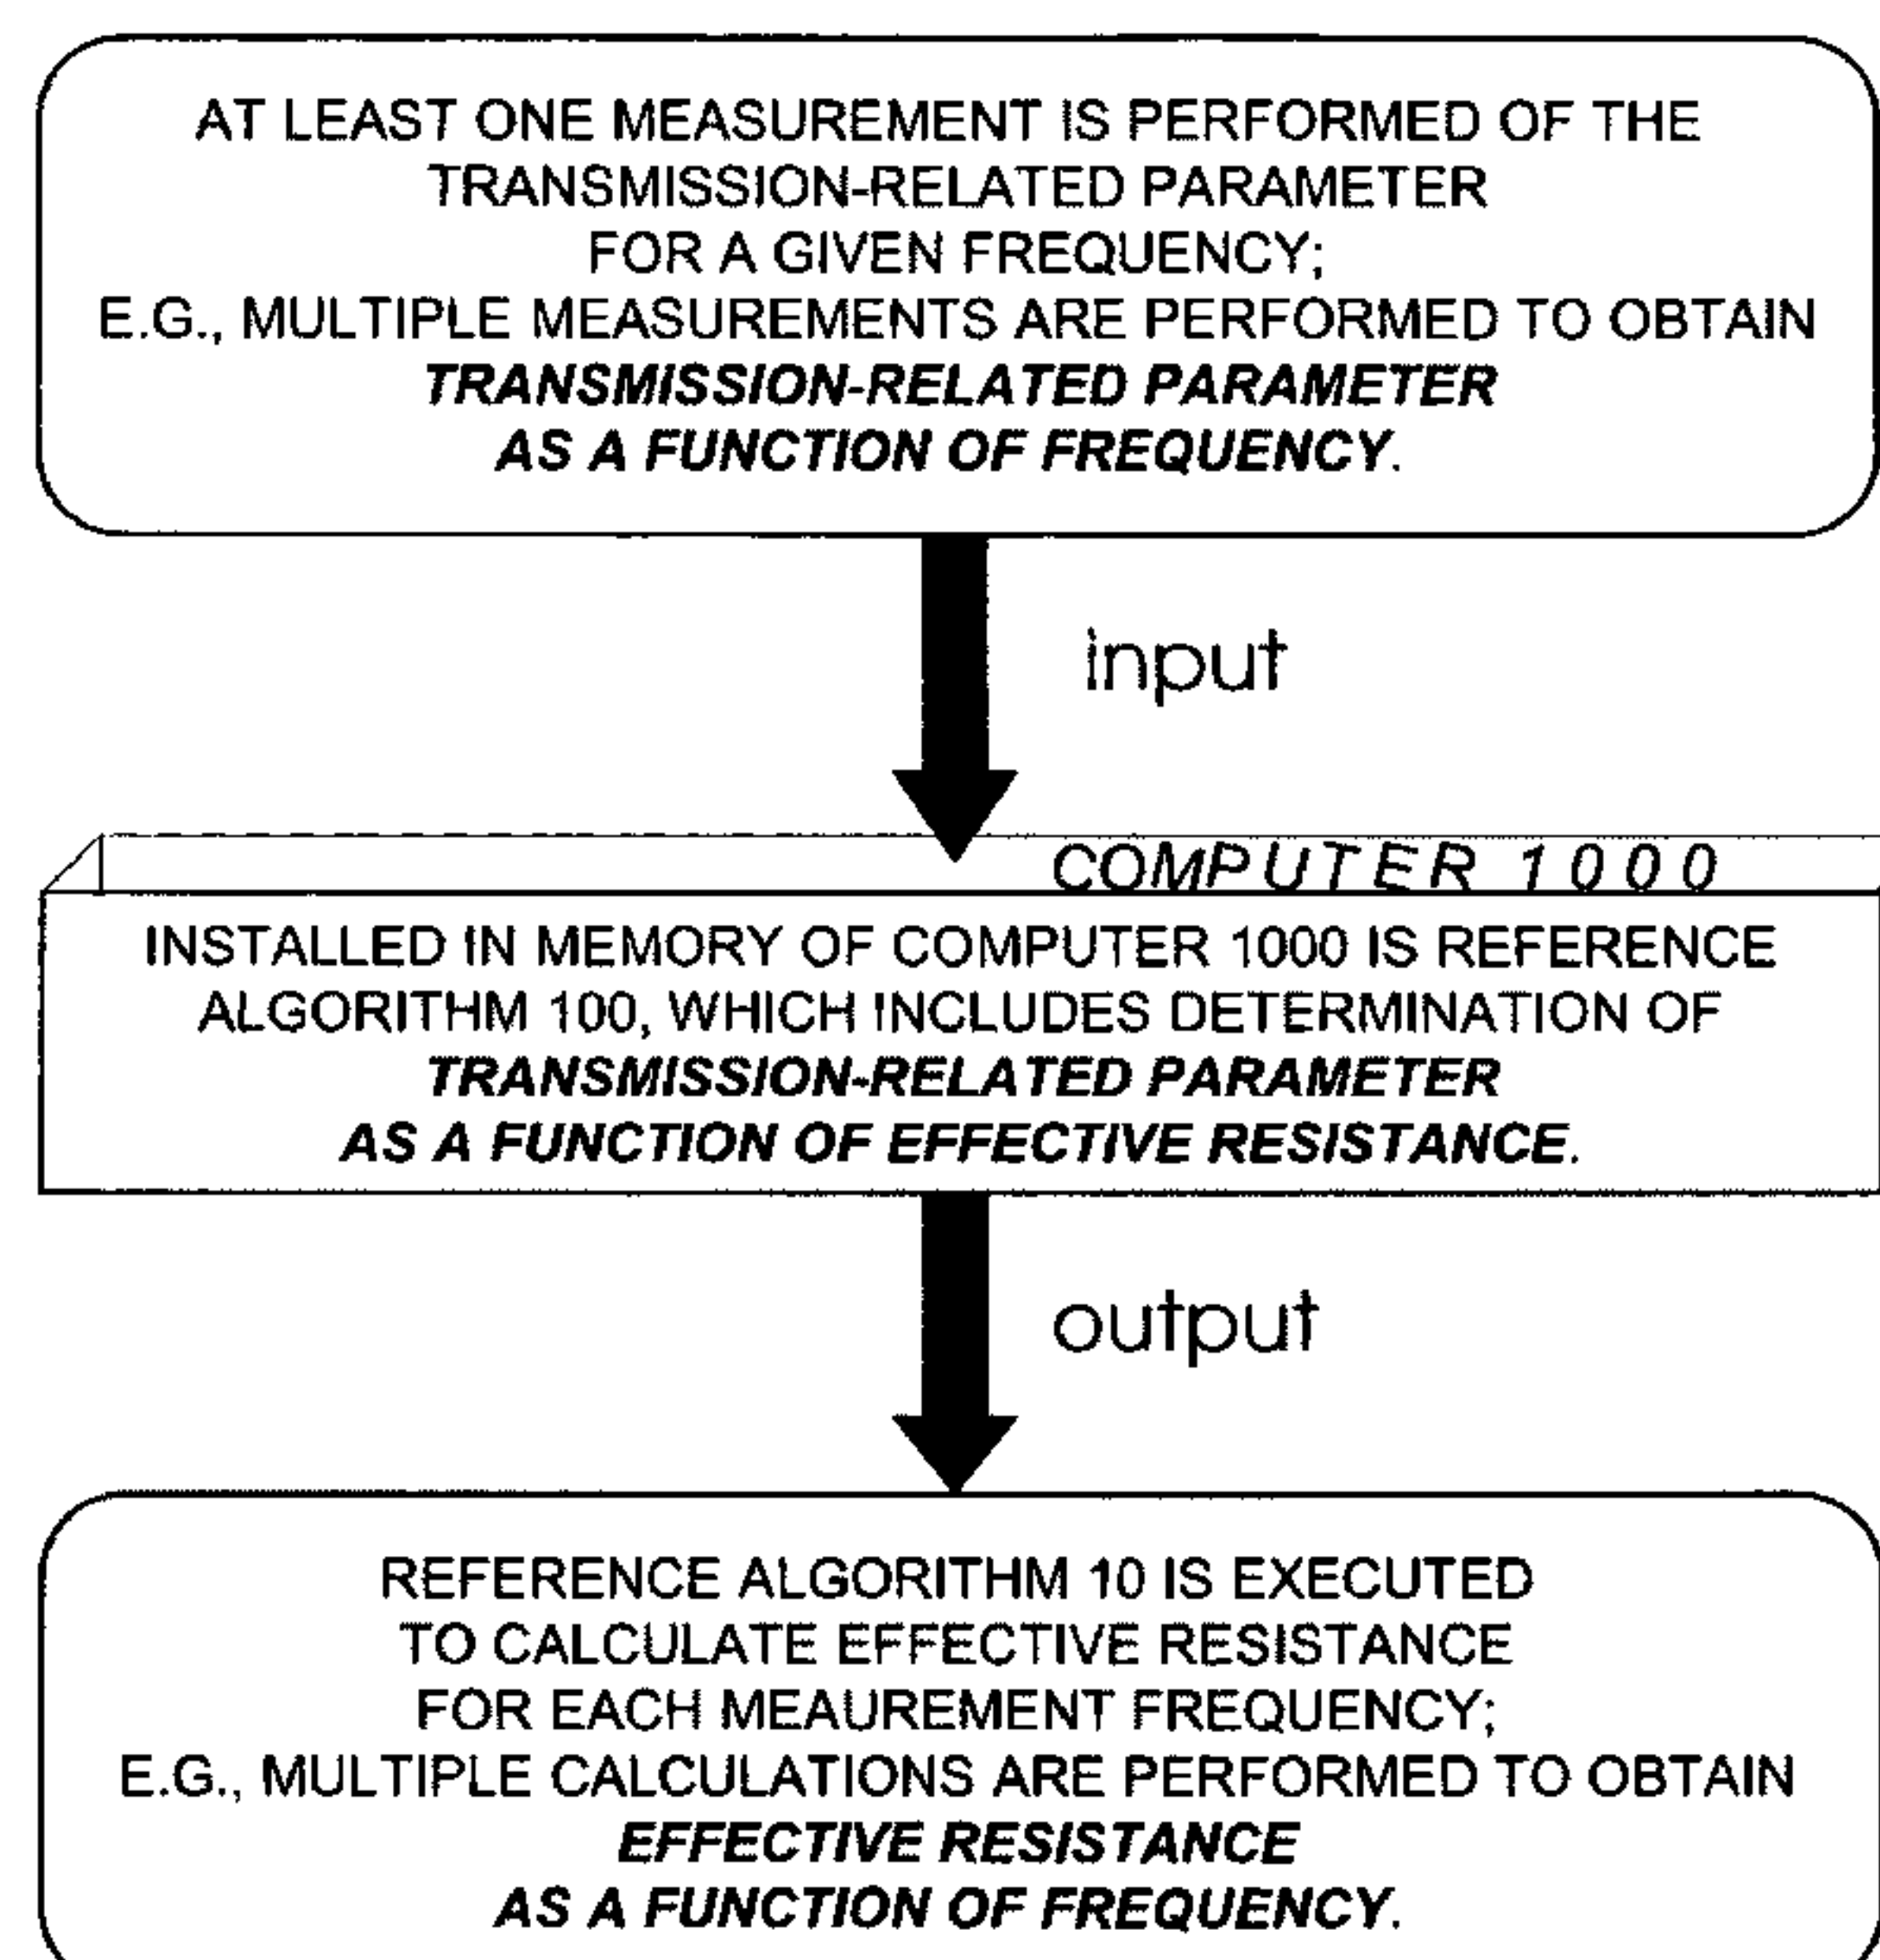 AT LEAST ONE MEASUREMENT IS PERFORMED OF THE
TRANSMISSION-RELATED PARAMETER
FOR A GIVEN FREQUENCY;
E.G., MULTIPLE MEASUREMENTS ARE PERFORMED TO OBTAIN
TRANSMISSION-RELATED PARAMETER
AS A FUNCTION OF FREQUENCY.
input
COMPUTER 1000
INSTALLED IN MEMORY OF COMPUTER 1000 IS REFERENCE
ALGORITHM 100, WHICH INCLUDES DETERMINATION OF
TRANSMISSION-RELATED PARAMETER
AS A FUNCTION OF EFFECTIVE RESISTANCE.
output
REFERENCE ALGORITHM 10 IS EXECUTED
TO CALCULATE EFFECTIVE RESISTANCE
FOR EACH MEAUREMENT FREQUENCY;
E.G., MULTIPLE CALCULATIONS ARE PERFORMED TO OBTAIN
EFFECTIVE RESISTANCE
AS A FUNCTION OF FREQUENCY.